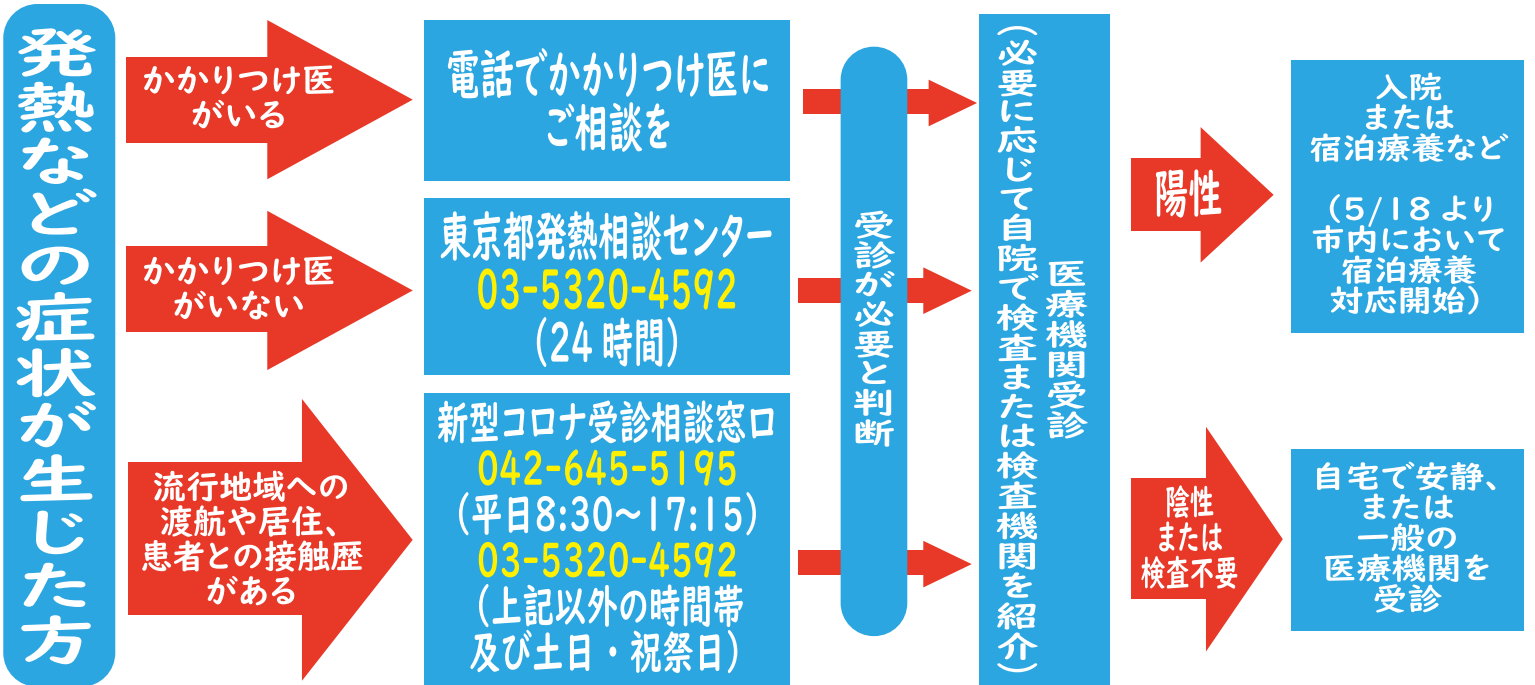 発熱などの症状が生じた方
かかりつけ医
がいる
電話でかかりつけ医に
ご相談を
かかりつけ医
がいない
東京都発熱相談センター
03-5320-4592
（24時間）
流行地域への
渡航や居住、
患者との接触歴
がある
新型コロナ受診相談窓口
042-645-5195
（平日8:30～17:15）
03-5320-4592
（上記以外の時間帯
及び土日・祝祭日）
受診が必要と判断
医療機関受診
（必要に応じて自院で検査または検査機関を紹介）
陽性
入院
または
宿泊療養など
（5/18より
市内において
宿泊療養
対応開始）
陰性
または
検査不要
自宅で安静、
または
一般の
医療機関を
受診